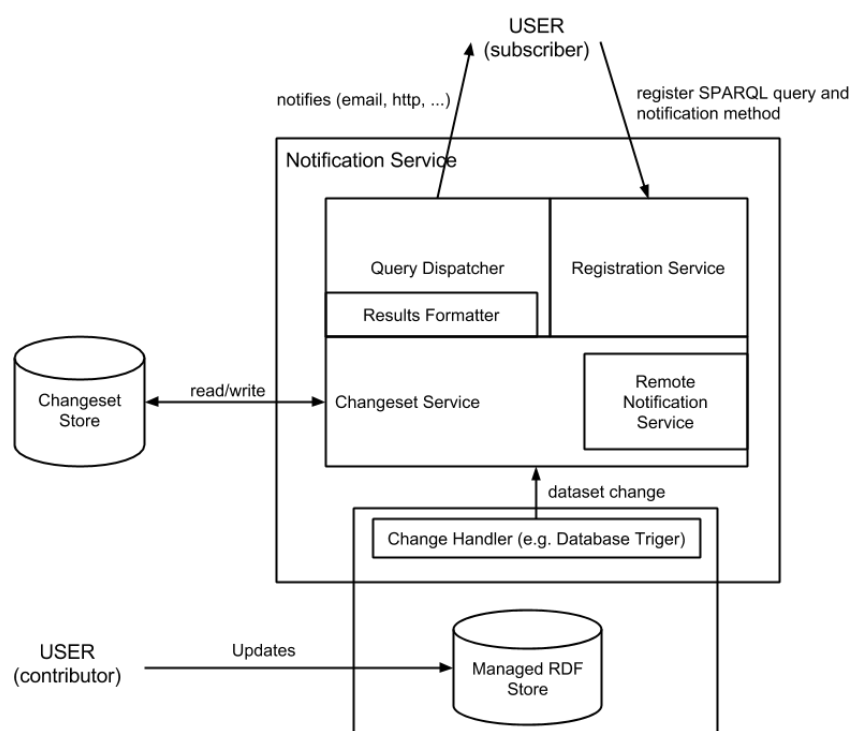 USER
(subscriber)
notifies (email, http, ...)
register SPARQL query and
notification method
Notification Service
Query Dispatcher
Registration Service
Results Formatter
Changeset
Store
read/write
Changeset Service
Remote
Notification
Service
dataset change
Change Handler (e.g. Database Triger)
USER
(contributor)
Updates
Managed RDF
Store